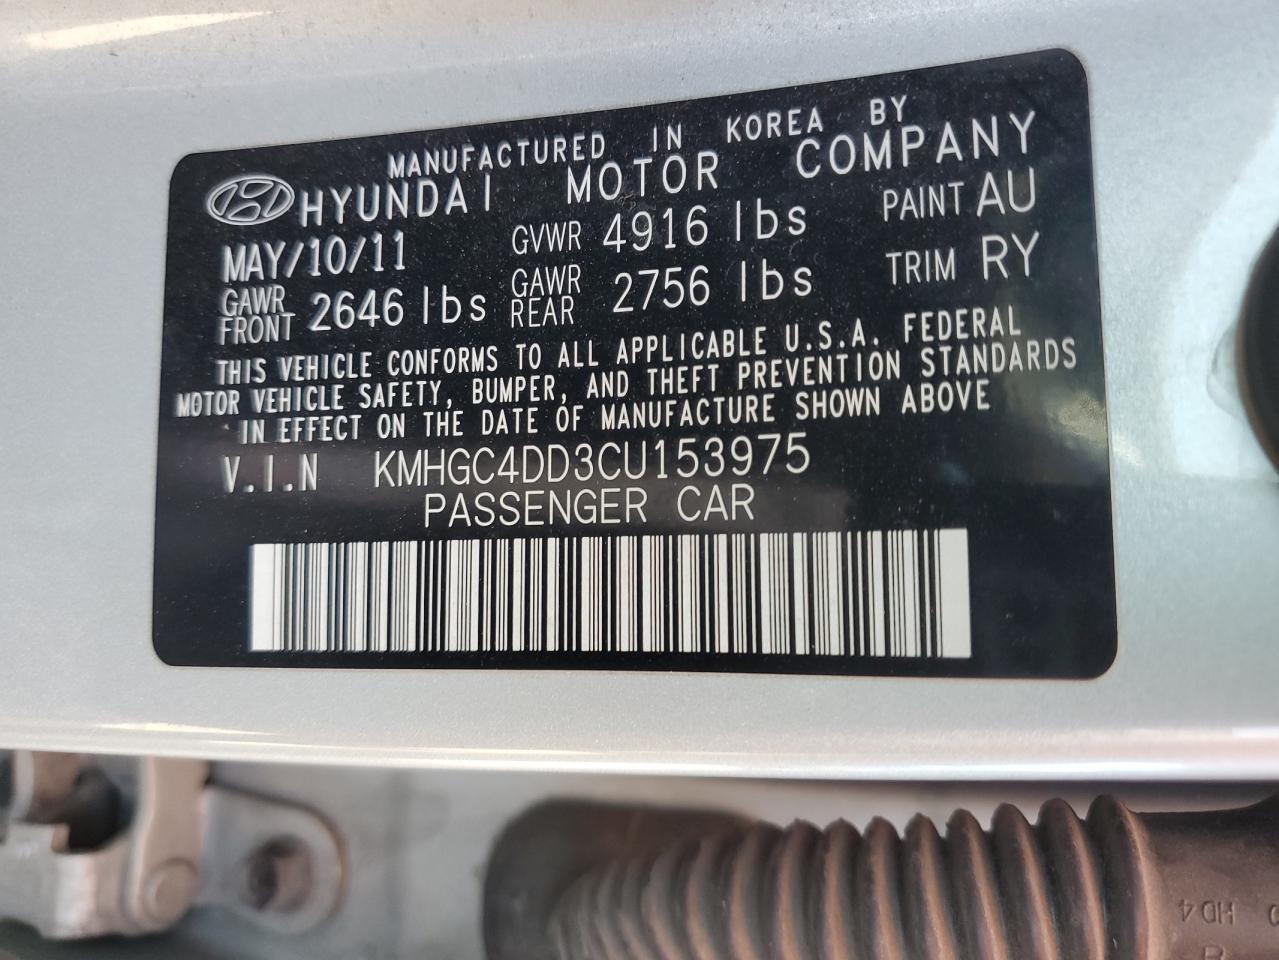 MANUFACTURED IN KOREA BY
HYUNDAI MOTOR COMPANY
MAY/10/11 GVWR 4916 lbs PAINT AU
GAWR FRONT 2646 lbs GAWR REAR 2756 lbs TRIM RY
THIS VEHICLE CONFORMS TO ALL APPLICABLE U.S.A. FEDERAL
MOTOR VEHICLE SAFETY, BUMPER, AND THEFT PREVENTION STANDARDS
IN EFFECT ON THE DATE OF MANUFACTURE SHOWN ABOVE
V.I.N KMHGC4DD3CU153975
PASSENGER CAR
HD4